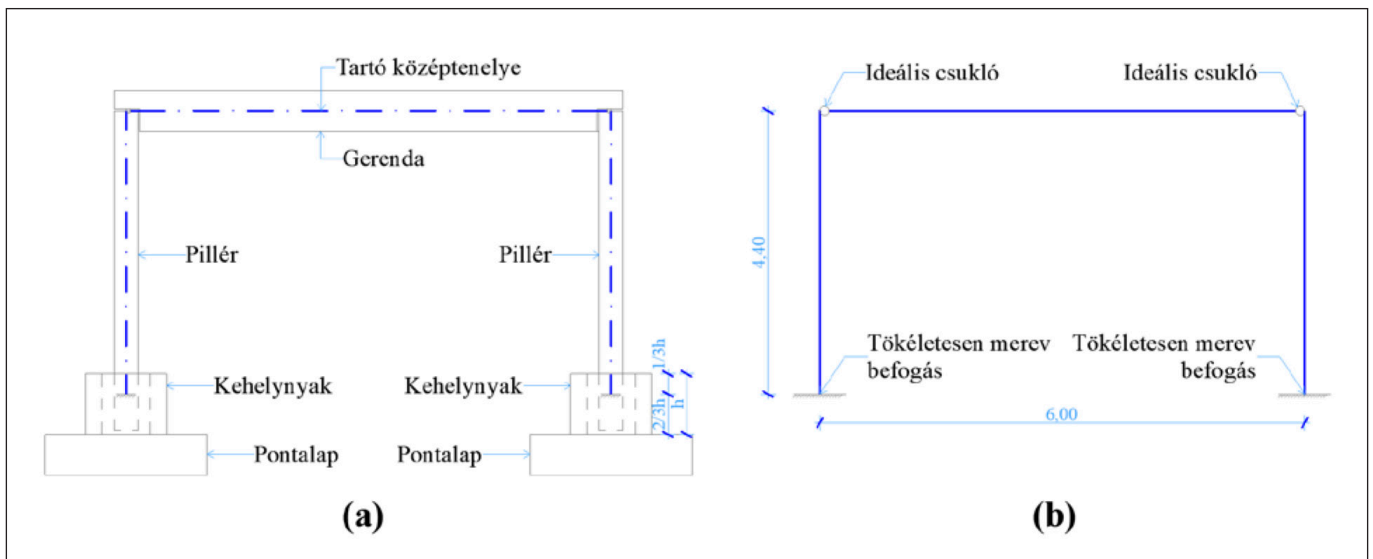 Tartó középtenelye
Gerenda
Pillér
Pillér
Kehelynyak
Kehelynyak
1/3h
2/3h
h
Pontalap
Pontalap
(a)
Ideális csukló
Ideális csukló
4,40
Tökéletesen merev
befogás
Tökéletesen merev
befogás
6,00
(b)